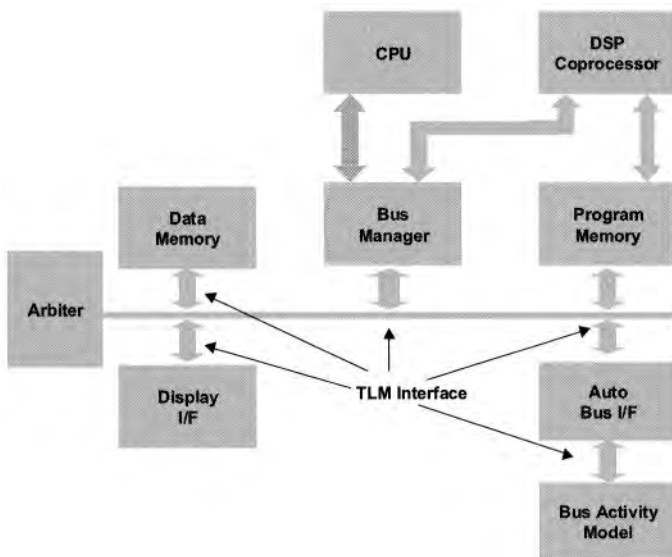 CPU
DSP
Coprocessor
Data
Memory
Bus
Manager
Program
Memory
Arbiter
TLM Interface
Display
I/F
Auto
Bus I/F
Bus Activity
Model